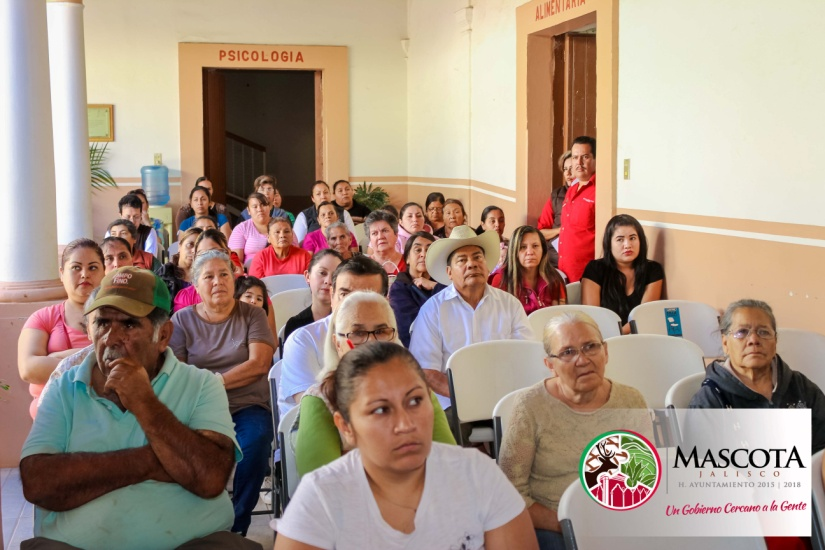 PSICOLOGIA
ALIMENTARIA
MASCOTA
JALISCO
H. AYUNTAMIENTO 2015 | 2018
Un Gobierno Cercano a la Gente